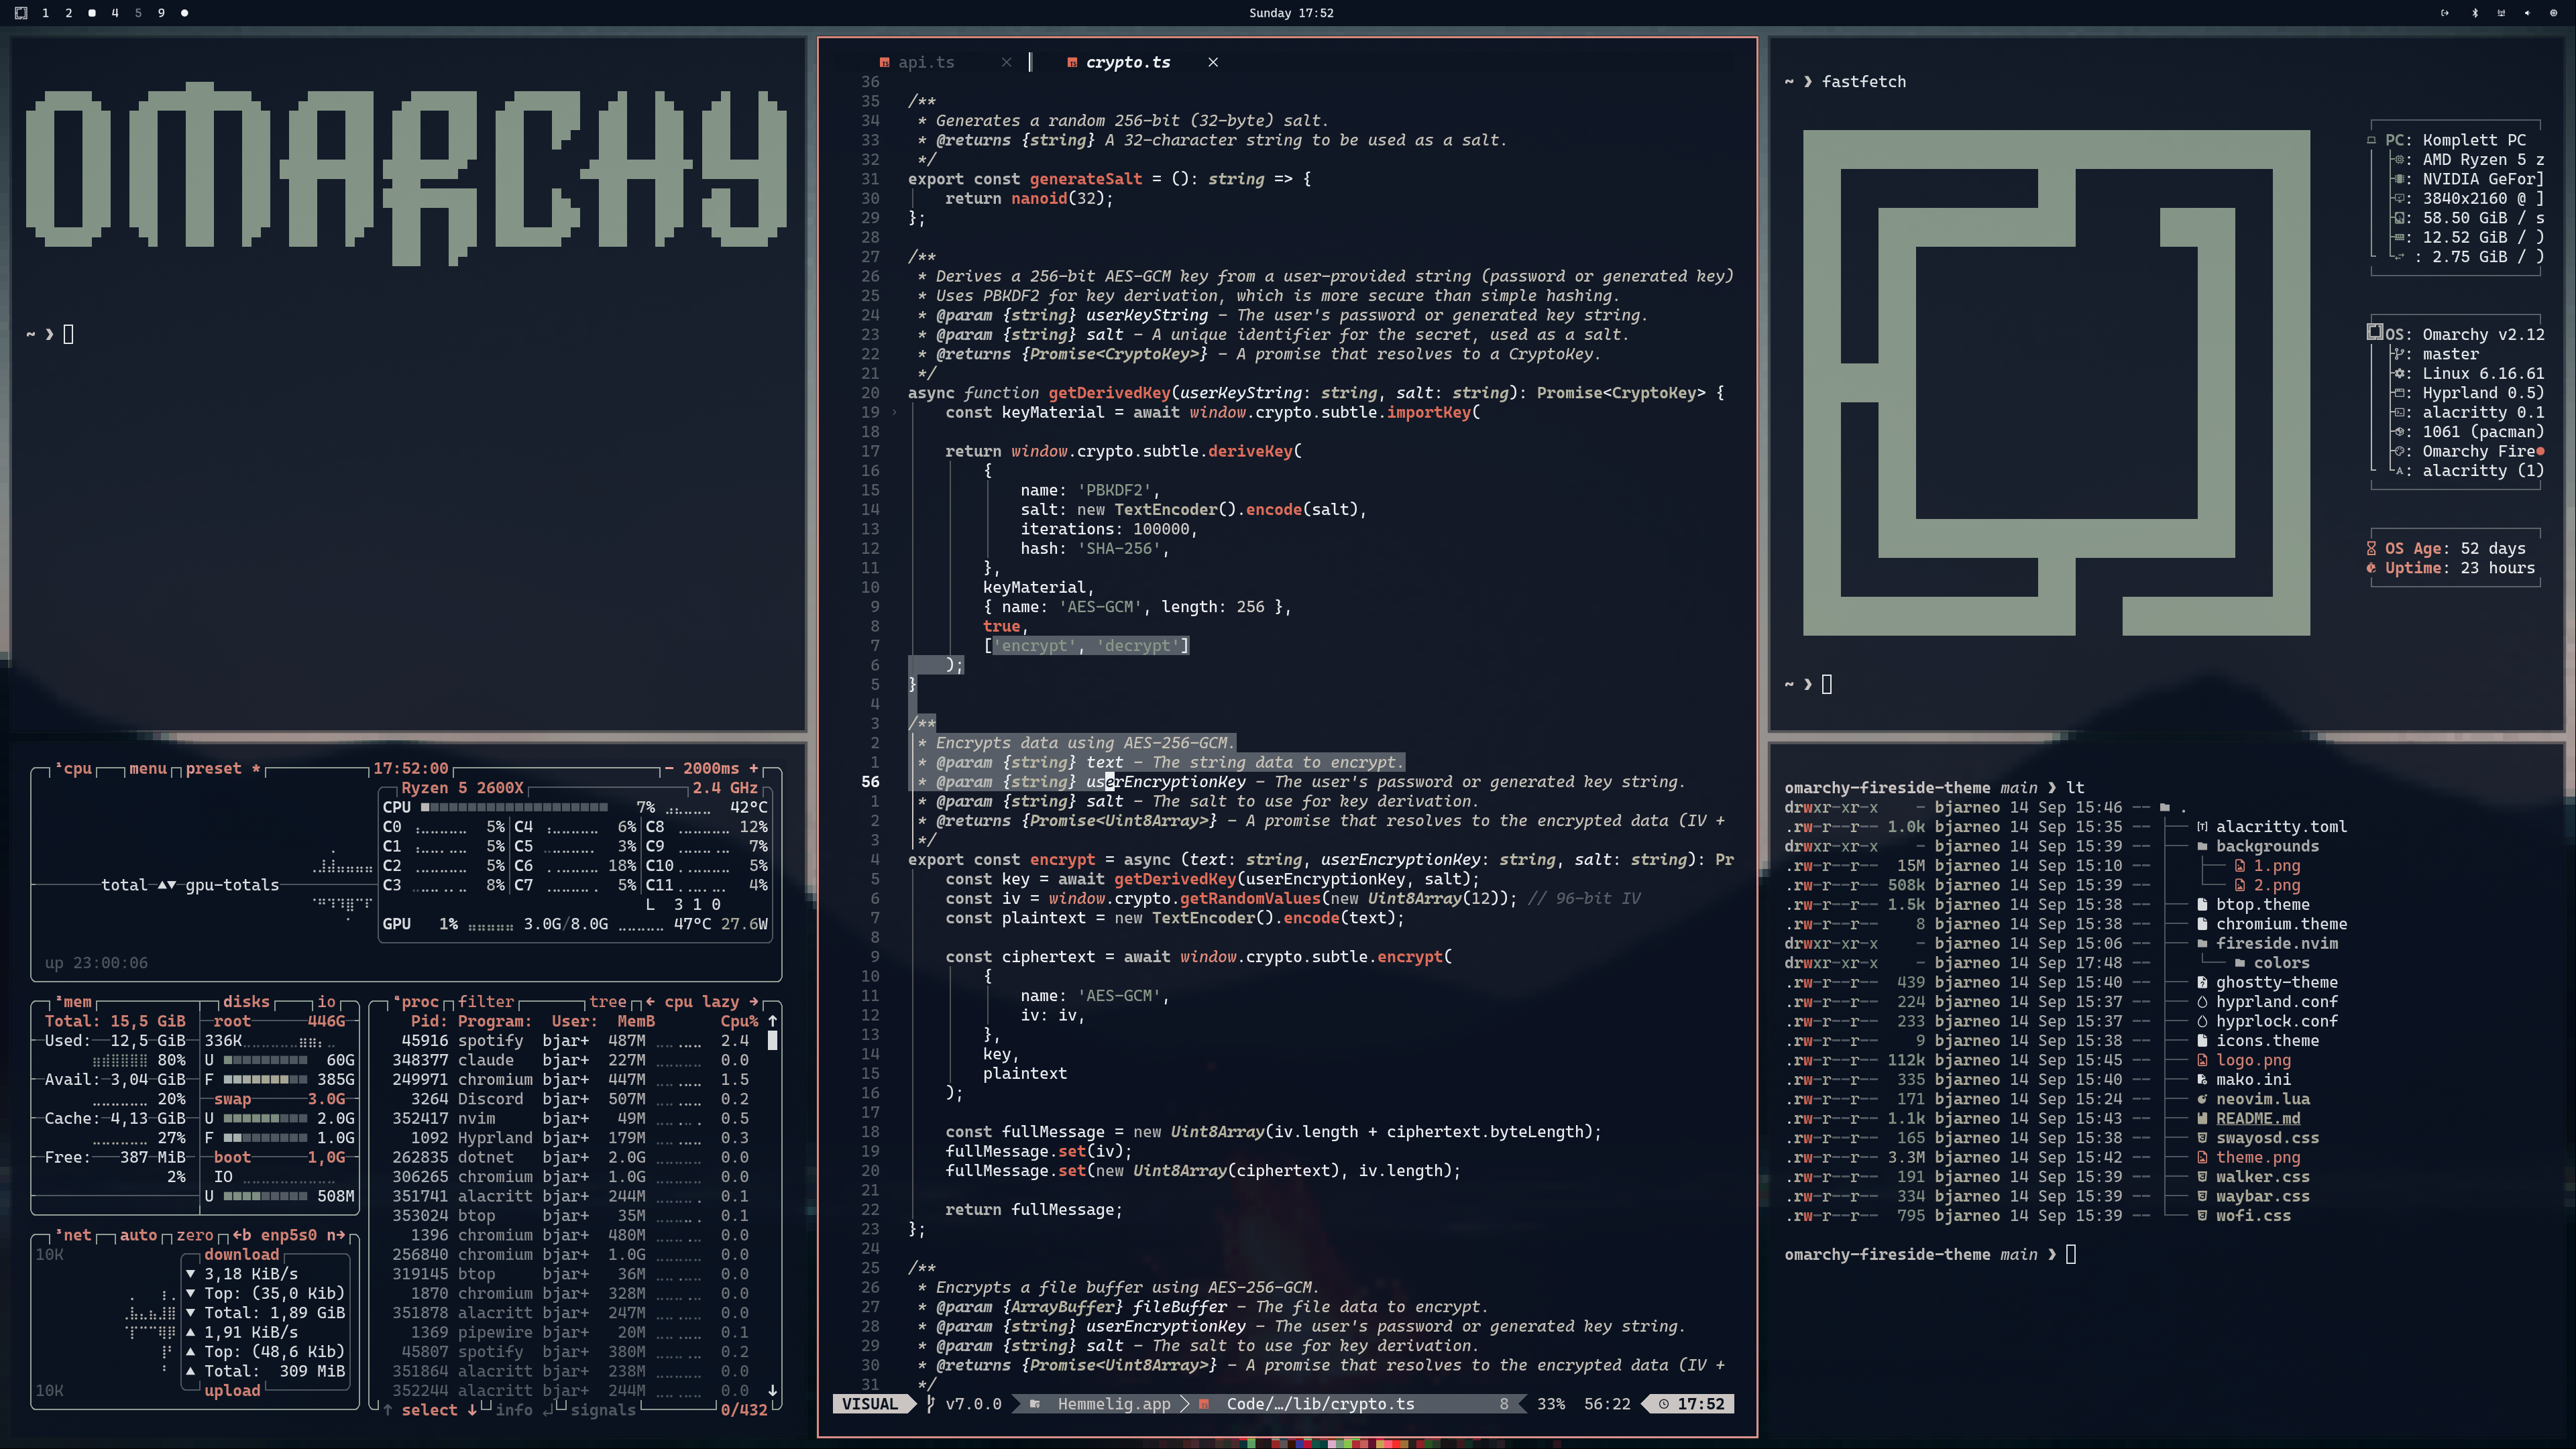 1 2 4 5 9
Sunday 17:52
OMARCHY
~ ❯
¹cpu menu preset * 17:52:00 - 2000ms +
Ryzen 5 2600X 2.4 GHz
CPU 7% 42°C
C0 5% C4 6% C8 12%
C1 5% C5 3% C9 7%
C2 5% C6 18% C10 5%
total ▲▼ gpu-totals
C3 8% C7 5% C11 4%
L 3 1 0
GPU 1% 3.0G/8.0G 47°C 27.6W
up 23:00:06
²mem disks io
Total: 15,5 GiB root 446G
Used: 12,5 GiB 336K
80% U 60G
Avail: 3,04 GiB F 385G
20% swap 3.0G
Cache: 4,13 GiB U 2.0G
27% F 1.0G
Free: 387 MiB boot 1,0G
2% IO
U 508M
³net auto zero ←b enp5s0 n→
10K download
▼ 3,18 KiB/s
▼ Top: (35,0 Kib)
▼ Total: 1,89 GiB
▲ 1,91 KiB/s
▲ Top: (48,6 Kib)
▲ Total: 309 MiB
10K upload
⁴proc filter tree ← cpu lazy →
Pid: Program: User: MemB Cpu% ↑
45916 spotify bjar+ 487M 2.4
348377 claude bjar+ 227M 0.0
249971 chromium bjar+ 447M 1.5
3264 Discord bjar+ 507M 0.2
352417 nvim bjar+ 49M 0.5
1092 Hyprland bjar+ 179M 0.3
262835 dotnet bjar+ 2.0G 0.0
306265 chromium bjar+ 1.0G 0.0
351741 alacritt bjar+ 244M 0.1
353024 btop bjar+ 35M 0.1
1396 chromium bjar+ 480M 0.0
256840 chromium bjar+ 1.0G 0.0
319145 btop bjar+ 36M 0.0
1870 chromium bjar+ 328M 0.0
351878 alacritt bjar+ 247M 0.0
1369 pipewire bjar+ 20M 0.1
45807 spotify bjar+ 380M 0.2
351864 alacritt bjar+ 238M 0.0
352244 alacritt bjar+ 244M 0.0 ↓
↑ select ↓ info ↲ signals 0/432
api.ts × crypto.ts ×
36
35 /**
34 * Generates a random 256-bit (32-byte) salt.
33 * @returns {string} A 32-character string to be used as a salt.
32 */
31 export const generateSalt = (): string => {
30 return nanoid(32);
29 };
28
27 /**
26 * Derives a 256-bit AES-GCM key from a user-provided string (password or generated key)
25 * Uses PBKDF2 for key derivation, which is more secure than simple hashing.
24 * @param {string} userKeyString - The user's password or generated key string.
23 * @param {string} salt - A unique identifier for the secret, used as a salt.
22 * @returns {Promise<CryptoKey>} - A promise that resolves to a CryptoKey.
21 */
20 async function getDerivedKey(userKeyString: string, salt: string): Promise<CryptoKey> {
19 const keyMaterial = await window.crypto.subtle.importKey(
18
17 return window.crypto.subtle.deriveKey(
16 {
15 name: 'PBKDF2',
14 salt: new TextEncoder().encode(salt),
13 iterations: 100000,
12 hash: 'SHA-256',
11 },
10 keyMaterial,
9 { name: 'AES-GCM', length: 256 },
8 true,
7 ['encrypt', 'decrypt']
6 );
5 }
4
3 /**
2 * Encrypts data using AES-256-GCM.
1 * @param {string} text - The string data to encrypt.
56 * @param {string} userEncryptionKey - The user's password or generated key string.
1 * @param {string} salt - The salt to use for key derivation.
2 * @returns {Promise<Uint8Array>} - A promise that resolves to the encrypted data (IV +
3 */
4 export const encrypt = async (text: string, userEncryptionKey: string, salt: string): Pr
5 const key = await getDerivedKey(userEncryptionKey, salt);
6 const iv = window.crypto.getRandomValues(new Uint8Array(12)); // 96-bit IV
7 const plaintext = new TextEncoder().encode(text);
8
9 const ciphertext = await window.crypto.subtle.encrypt(
10 {
11 name: 'AES-GCM',
12 iv: iv,
13 },
14 key,
15 plaintext
16 );
17
18 const fullMessage = new Uint8Array(iv.length + ciphertext.byteLength);
19 fullMessage.set(iv);
20 fullMessage.set(new Uint8Array(ciphertext), iv.length);
21
22 return fullMessage;
23 };
24
25 /**
26 * Encrypts a file buffer using AES-256-GCM.
27 * @param {ArrayBuffer} fileBuffer - The file data to encrypt.
28 * @param {string} userEncryptionKey - The user's password or generated key string.
29 * @param {string} salt - The salt to use for key derivation.
30 * @returns {Promise<Uint8Array>} - A promise that resolves to the encrypted data (IV +
31 */
VISUAL v7.0.0 Hemmelig.app Code/…/lib/crypto.ts 8 33% 56:22 17:52
~ ❯ fastfetch
PC: Komplett PC
: AMD Ryzen 5 z
: NVIDIA GeFor]
: 3840x2160 @ ]
: 58.50 GiB / s
: 12.52 GiB / )
: 2.75 GiB / )
OS: Omarchy v2.12
: master
: Linux 6.16.61
: Hyprland 0.5)
: alacritty 0.1
: 1061 (pacman)
: Omarchy Fire
: alacritty (1)
OS Age: 52 days
Uptime: 23 hours
~ ❯
omarchy-fireside-theme main ❯ lt
drwxr-xr-x - bjarneo 14 Sep 15:46 -- .
.rw-r--r-- 1.0k bjarneo 14 Sep 15:35 -- alacritty.toml
drwxr-xr-x - bjarneo 14 Sep 15:39 -- backgrounds
.rw-r--r-- 15M bjarneo 14 Sep 15:10 -- 1.png
.rw-r--r-- 508k bjarneo 14 Sep 15:39 -- 2.png
.rw-r--r-- 1.5k bjarneo 14 Sep 15:38 -- btop.theme
.rw-r--r-- 8 bjarneo 14 Sep 15:38 -- chromium.theme
drwxr-xr-x - bjarneo 14 Sep 15:06 -- fireside.nvim
drwxr-xr-x - bjarneo 14 Sep 17:48 -- colors
.rw-r--r-- 439 bjarneo 14 Sep 15:40 -- ghostty-theme
.rw-r--r-- 224 bjarneo 14 Sep 15:37 -- hyprland.conf
.rw-r--r-- 233 bjarneo 14 Sep 15:37 -- hyprlock.conf
.rw-r--r-- 9 bjarneo 14 Sep 15:38 -- icons.theme
.rw-r--r-- 112k bjarneo 14 Sep 15:45 -- logo.png
.rw-r--r-- 335 bjarneo 14 Sep 15:40 -- mako.ini
.rw-r--r-- 171 bjarneo 14 Sep 15:24 -- neovim.lua
.rw-r--r-- 1.1k bjarneo 14 Sep 15:43 -- README.md
.rw-r--r-- 165 bjarneo 14 Sep 15:38 -- swayosd.css
.rw-r--r-- 3.3M bjarneo 14 Sep 15:42 -- theme.png
.rw-r--r-- 191 bjarneo 14 Sep 15:39 -- walker.css
.rw-r--r-- 334 bjarneo 14 Sep 15:39 -- waybar.css
.rw-r--r-- 795 bjarneo 14 Sep 15:39 -- wofi.css
omarchy-fireside-theme main ❯